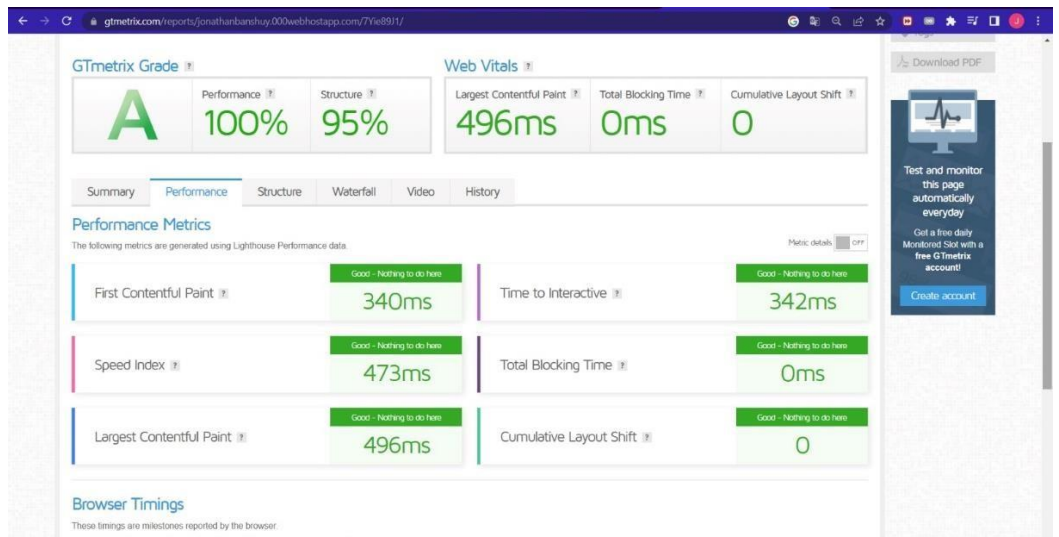 gtmetrix.com/reports/jonathanbanshuy.000webhostapp.com/7Yie89J1/
Download PDF
GTmetrix Grade ?
Web Vitals ?
A
Performance ?
100%
Structure ?
95%
Largest Contentful Paint ?
496ms
Total Blocking Time ?
0ms
Cumulative Layout Shift ?
0
Test and monitor
this page
automatically
everyday
Get a free daily
Monitored Slot with a
free GTmetrix
account!
Create account
Summary Performance Structure Waterfall Video History
Performance Metrics
The following metrics are generated using Lighthouse Performance data.
Metric details OFF
First Contentful Paint ?
Good - Nothing to do here
340ms
Time to Interactive ?
Good - Nothing to do here
342ms
Speed Index ?
Good - Nothing to do here
473ms
Total Blocking Time ?
Good - Nothing to do here
0ms
Largest Contentful Paint ?
Good - Nothing to do here
496ms
Cumulative Layout Shift ?
Good - Nothing to do here
0
Browser Timings
These timings are milestones reported by the browser.